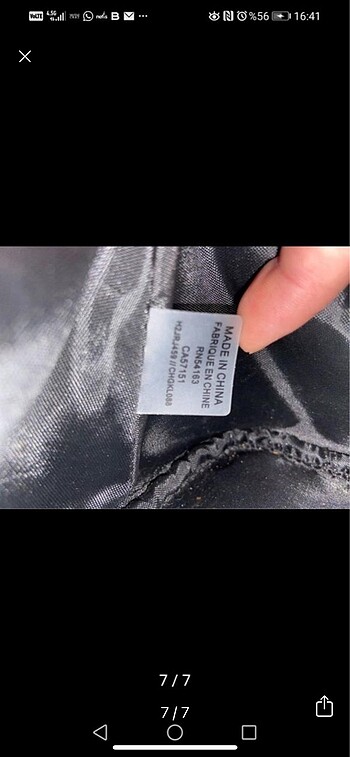 %56
16:41
MADE IN CHINA
FABRIQUE EN CHINE
RN54163
CA57151
7/7
7/7